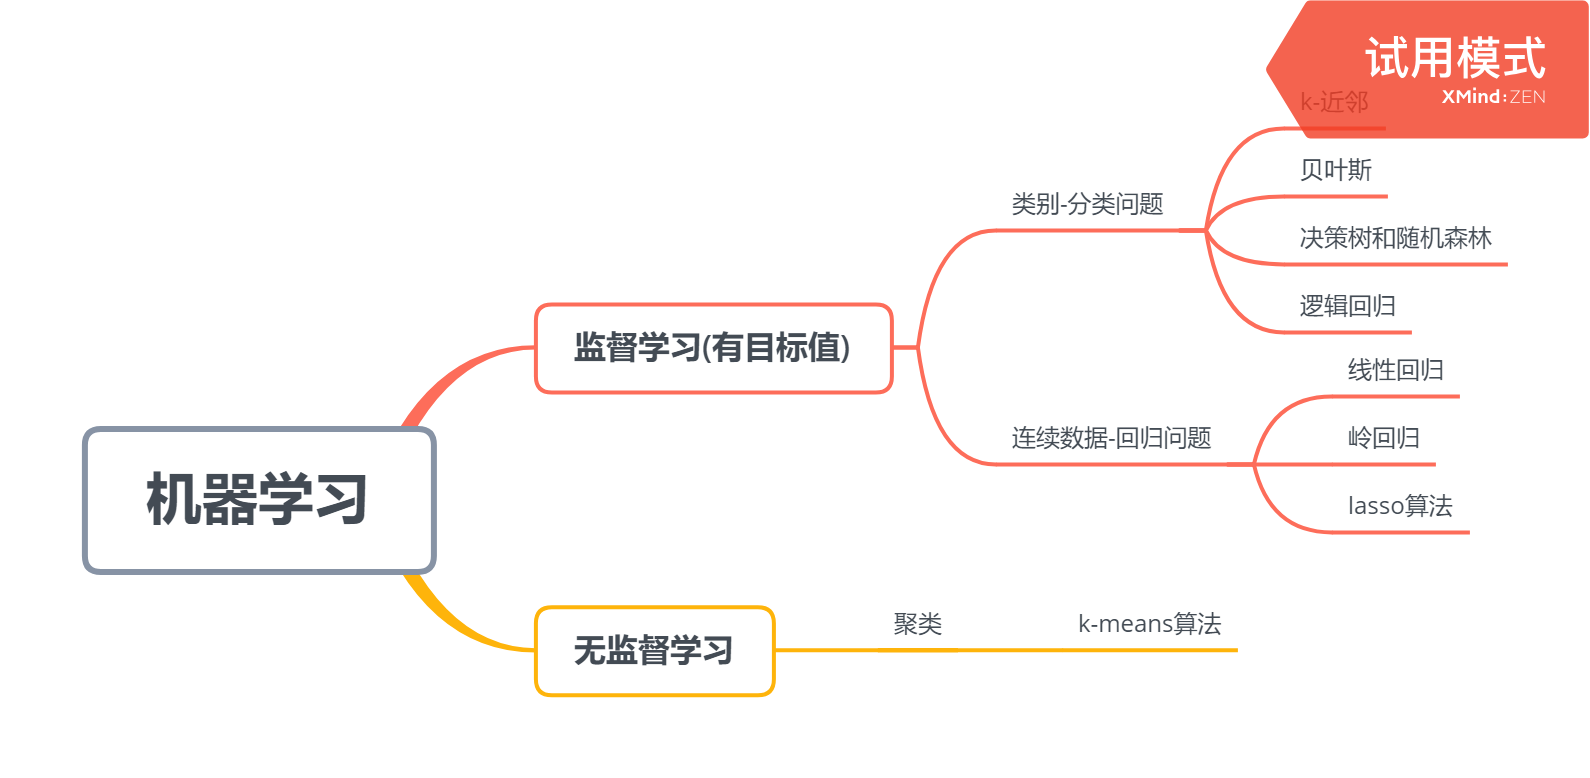 试用模式
XMind:ZEN
k-近邻
贝叶斯
类别-分类问题
决策树和随机森林
逻辑回归
监督学习(有目标值)
线性回归
连续数据-回归问题
岭回归
lasso算法
机器学习
无监督学习
聚类
k-means算法